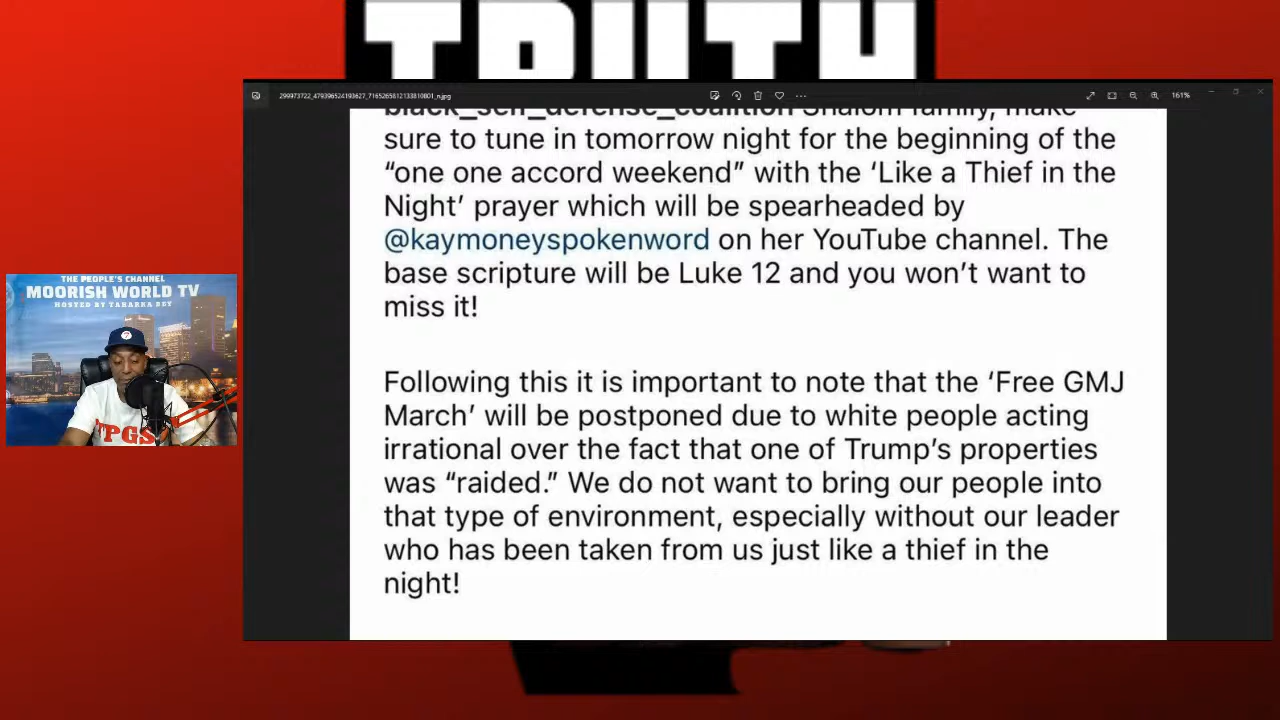 TRUTH
299973722_479396524193627_7165265812133810801_n.jpg
161%
black_self_defense_coalition Shalom family, make
sure to tune in tomorrow night for the beginning of the
“one one accord weekend” with the ‘Like a Thief in the
Night’ prayer which will be spearheaded by
@kaymoneyspokenword on her YouTube channel. The
base scripture will be Luke 12 and you won’t want to
miss it!
Following this it is important to note that the ‘Free GMJ
March’ will be postponed due to white people acting
irrational over the fact that one of Trump’s properties
was “raided.” We do not want to bring our people into
that type of environment, especially without our leader
who has been taken from us just like a thief in the
night!
THE PEOPLE'S CHANNEL
MOORISH WORLD TV
HOSTED BY TAHARKA BEY
TPGS